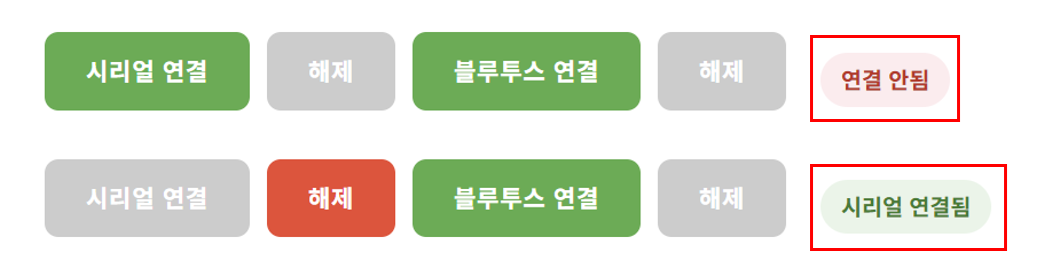 시리얼 연결 해제 블루투스 연결 해제 연결 안됨
시리얼 연결 해제 블루투스 연결 해제 시리얼 연결됨